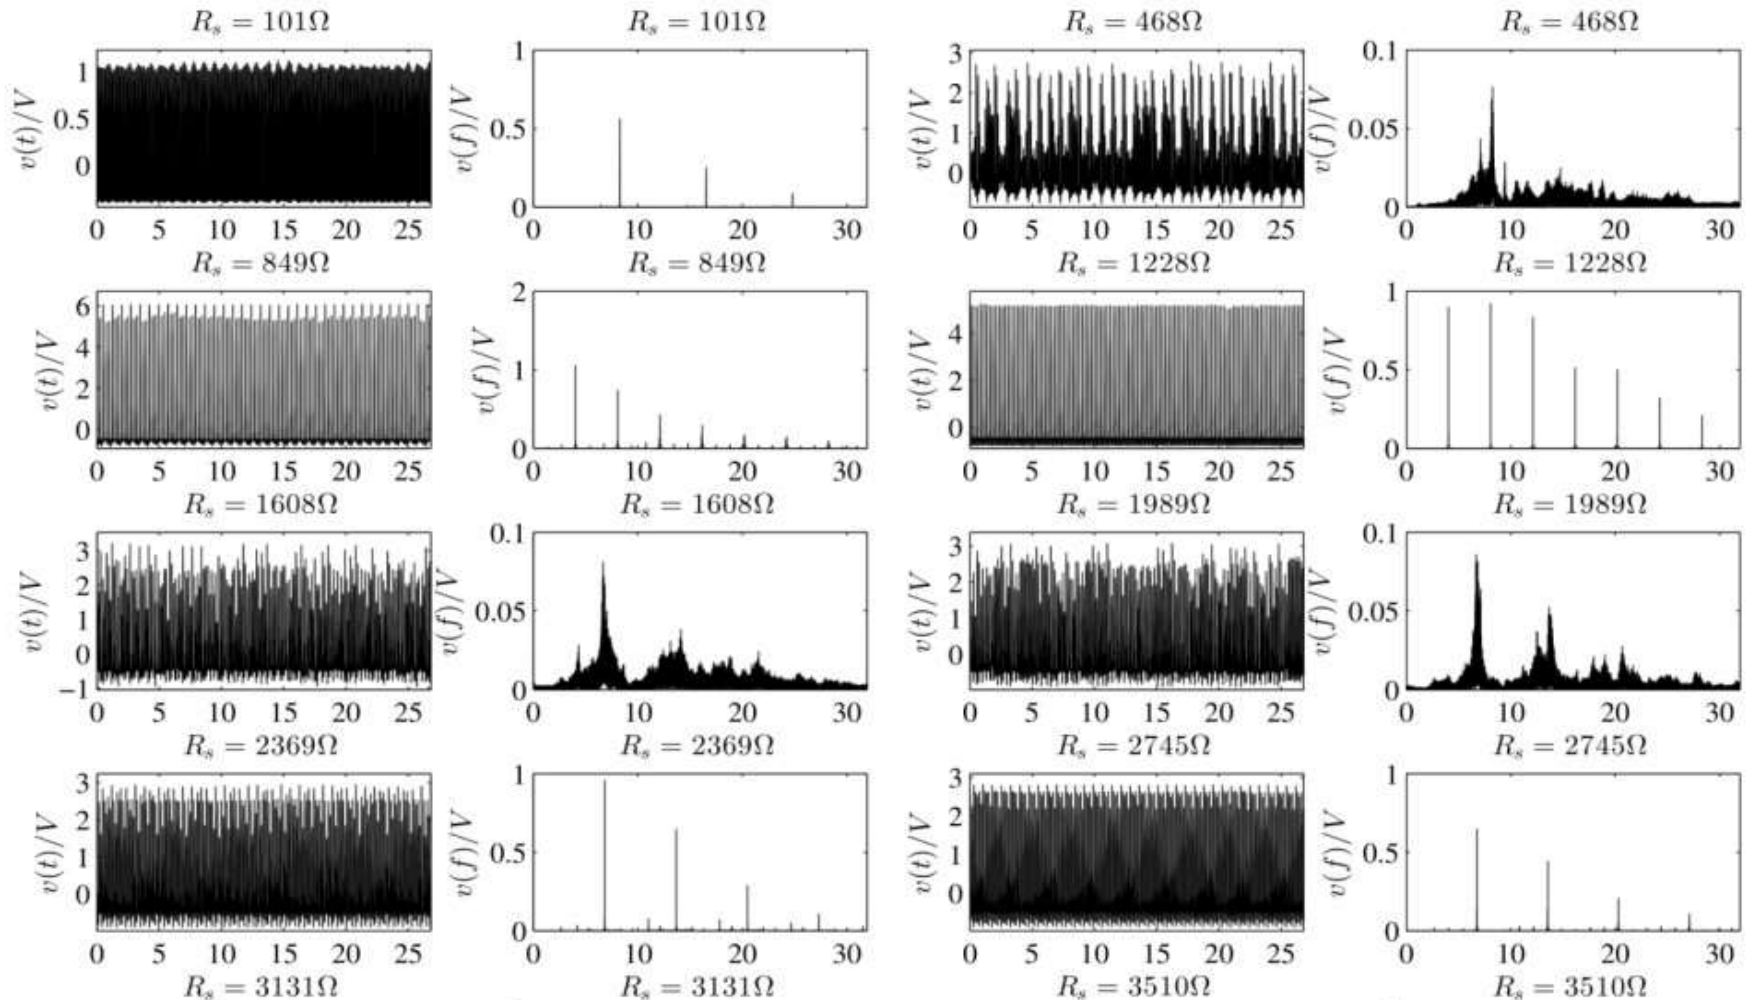 R_s = 101Ω R_s = 101Ω R_s = 468Ω R_s = 468Ω
v(t)/V 1 0.5 0
v(f)/V 1 0.5 0
v(t)/V 3 2 1 0
v(f)/V 0.1 0.05 0
0 5 10 15 20 25 0 10 20 30 0 5 10 15 20 25 0 10 20 30
R_s = 849Ω R_s = 849Ω R_s = 1228Ω R_s = 1228Ω
v(t)/V 6 4 2 0
v(f)/V 2 1 0
v(t)/V 4 2 0
v(f)/V 1 0.5 0
0 5 10 15 20 25 0 10 20 30 0 5 10 15 20 25 0 10 20 30
R_s = 1608Ω R_s = 1608Ω R_s = 1989Ω R_s = 1989Ω
v(t)/V 3 2 1 0 −1
v(f)/V 0.1 0.05 0
v(t)/V 3 2 1 0
v(f)/V 0.1 0.05 0
0 5 10 15 20 25 0 10 20 30 0 5 10 15 20 25 0 10 20 30
R_s = 2369Ω R_s = 2369Ω R_s = 2745Ω R_s = 2745Ω
v(t)/V 3 2 1 0
v(f)/V 1 0.5 0
v(t)/V 3 2 1 0
v(f)/V 1 0.5 0
0 5 10 15 20 25 0 10 20 30 0 5 10 15 20 25 0 10 20 30
R_s = 3131Ω R_s = 3131Ω R_s = 3510Ω R_s = 3510Ω